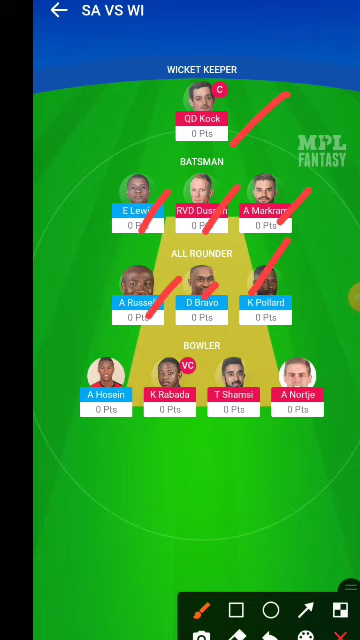 SA VS WI
WICKET KEEPER
C
QD Kock
0 Pts
MPL
FANTASY
BATSMAN
E Lewi RVD Dussen A Markram
0 Pts 0 Pts 0 Pts
ALL ROUNDER
A Russel D Bravo K Pollard
0 Pts 0 Pts 0 Pts
BOWLER
VC
A Hosein K Rabada T Shamsi A Nortje
0 Pts 0 Pts 0 Pts 0 Pts